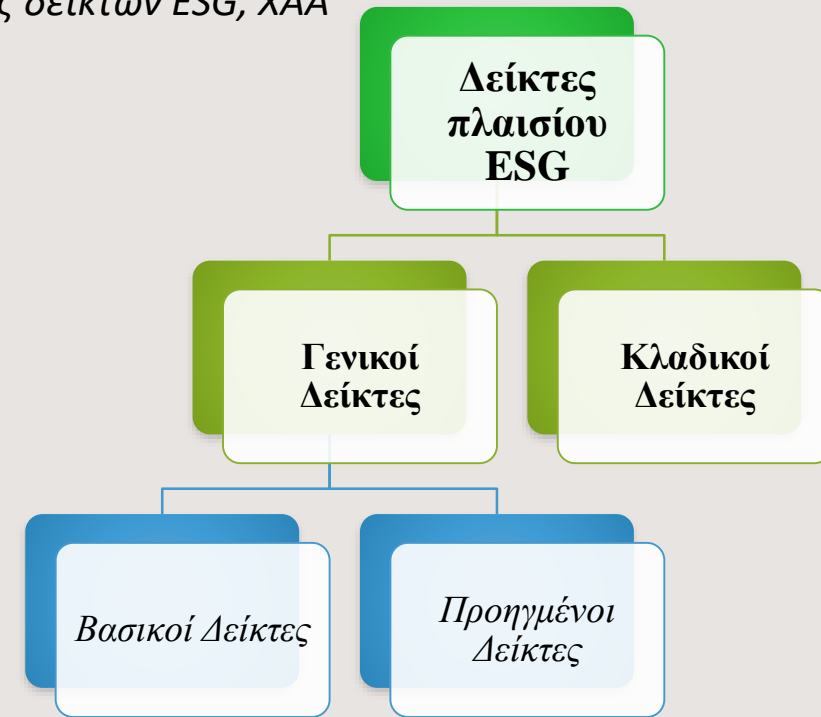 δεικτών ESG, ΧΑΑ
Δείκτες
πλαισίου
ESG
Γενικοί
Δείκτες
Κλαδικοί
Δείκτες
Βασικοί Δείκτες
Προηγμένοι
Δείκτες